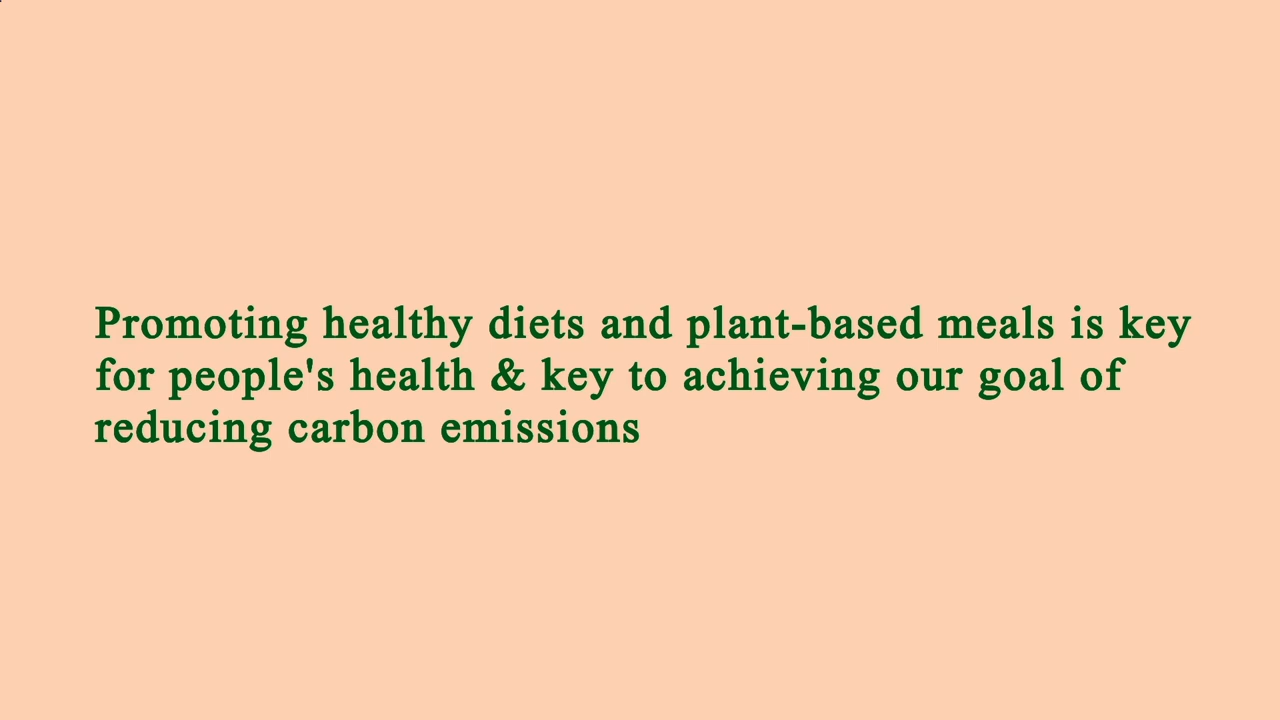 Promoting healthy diets and plant-based meals is key
for people's health & key to achieving our goal of
reducing carbon emissions